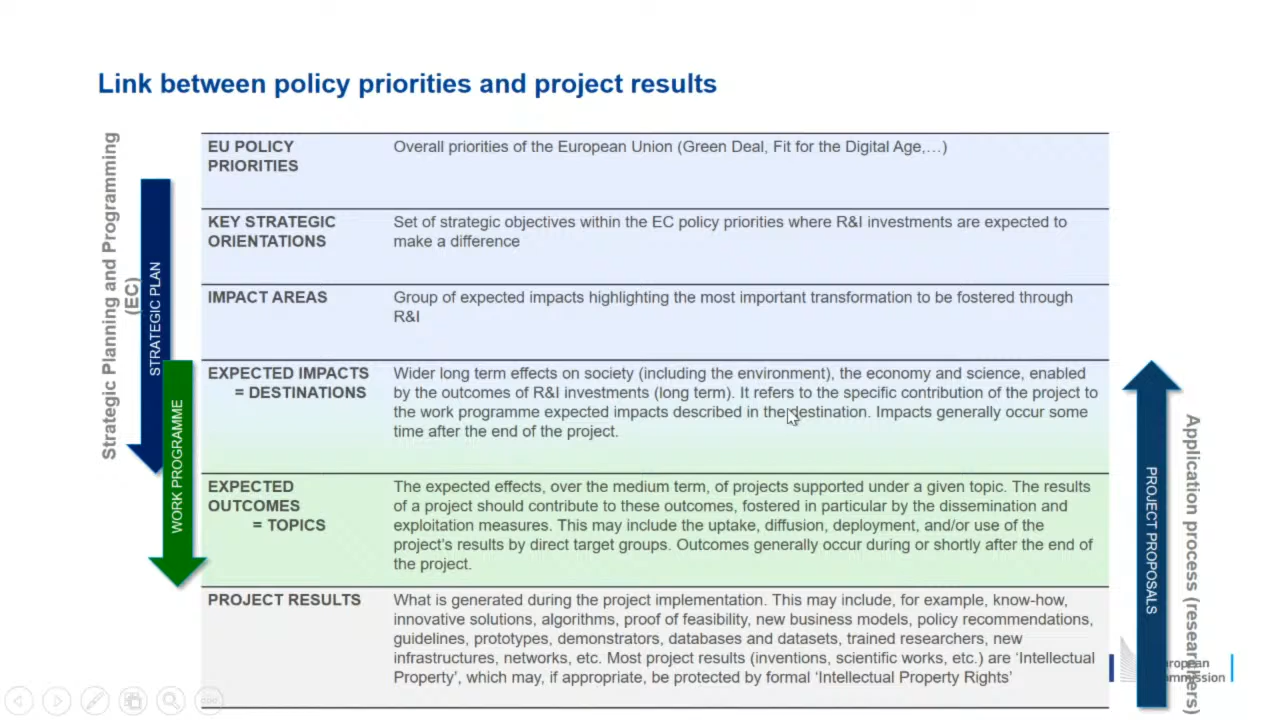 Link between policy priorities and project results
Strategic Planning and Programming
(EC)
STRATEGIC PLAN
WORK PROGRAMME
EU POLICY
PRIORITIES
Overall priorities of the European Union (Green Deal, Fit for the Digital Age,…)
KEY STRATEGIC
ORIENTATIONS
Set of strategic objectives within the EC policy priorities where R&I investments are expected to
make a difference
IMPACT AREAS
Group of expected impacts highlighting the most important transformation to be fostered through
R&I
EXPECTED IMPACTS
= DESTINATIONS
Wider long term effects on society (including the environment), the economy and science, enabled
by the outcomes of R&I investments (long term). It refers to the specific contribution of the project to
the work programme expected impacts described in the destination. Impacts generally occur some
time after the end of the project.
EXPECTED
OUTCOMES
= TOPICS
The expected effects, over the medium term, of projects supported under a given topic. The results
of a project should contribute to these outcomes, fostered in particular by the dissemination and
exploitation measures. This may include the uptake, diffusion, deployment, and/or use of the
project's results by direct target groups. Outcomes generally occur during or shortly after the end of
the project.
PROJECT RESULTS
What is generated during the project implementation. This may include, for example, know-how,
innovative solutions, algorithms, proof of feasibility, new business models, policy recommendations,
guidelines, prototypes, demonstrators, databases and datasets, trained researchers, new
infrastructures, networks, etc. Most project results (inventions, scientific works, etc.) are ‘Intellectual
Property’, which may, if appropriate, be protected by formal ‘Intellectual Property Rights’
PROJECT PROPOSALS
Application process (researchers)